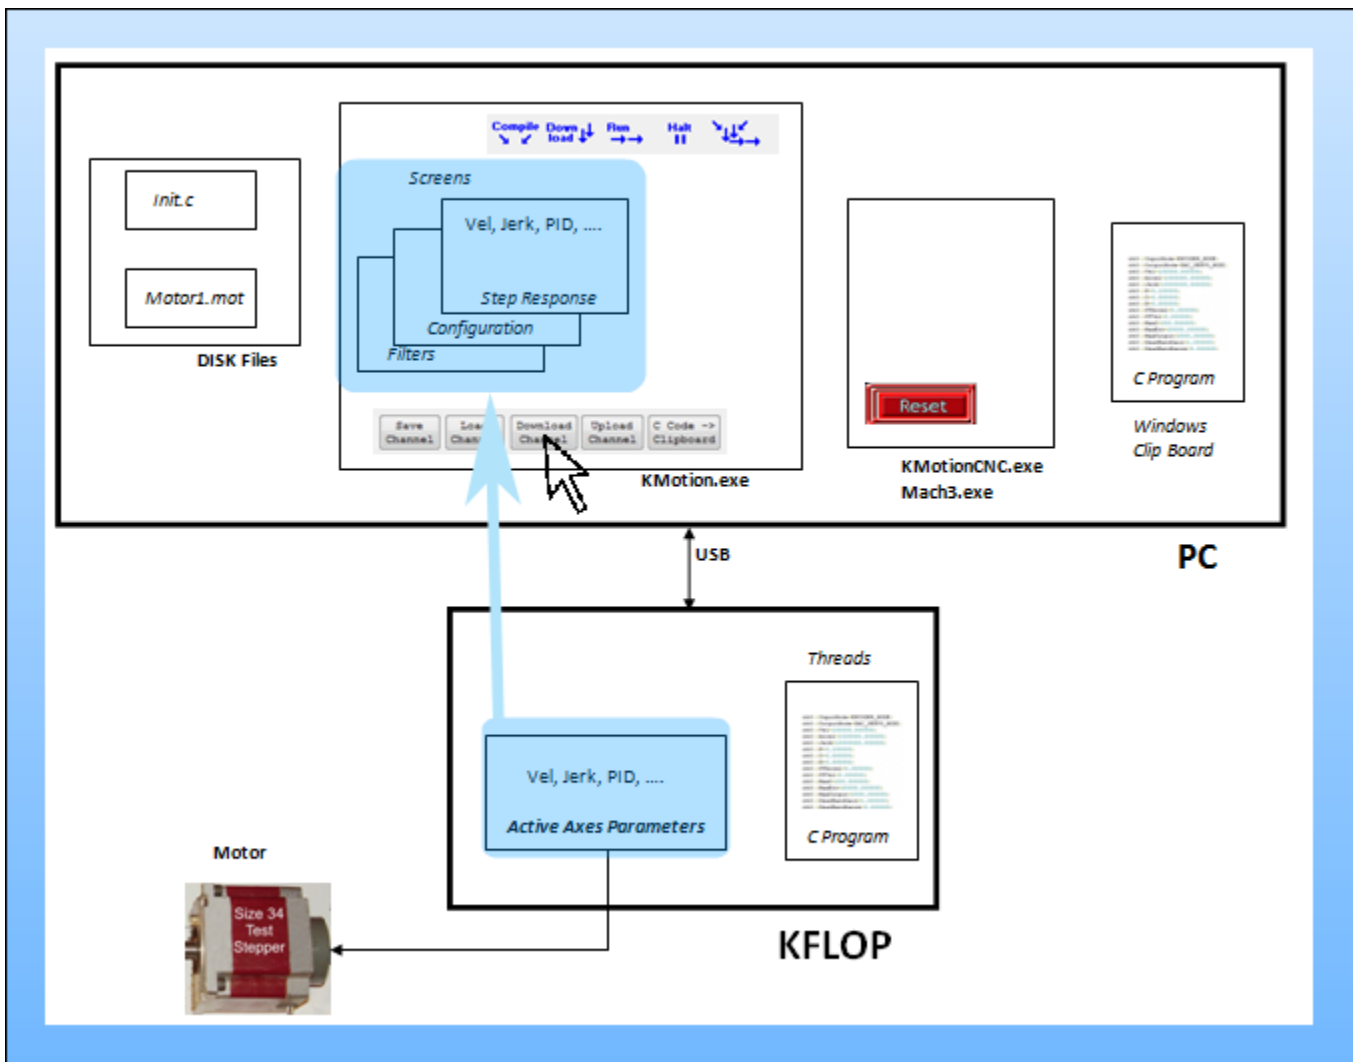 Compile
Down
load
Run
Halt
Screens
Init.c
Vel, Jerk, PID, ....
Motor1.mot
Step Response
Configuration
Filters
DISK Files
C Program
Reset
Save
Channel
Load
Channel
Download
Channel
Upload
Channel
C Code ->
Clipboard
Windows
Clip Board
KMotion.exe
KMotionCNC.exe
Mach3.exe
USB
PC
Threads
Vel, Jerk, PID, ....
Active Axes Parameters
C Program
Motor
Size 34
Test
Stepper
KFLOP